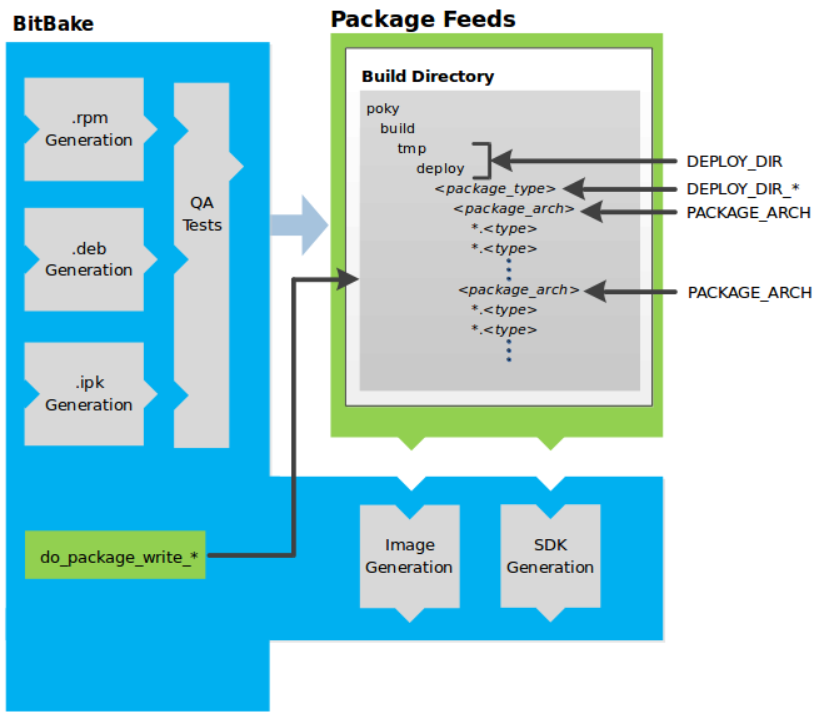 BitBake
.rpm
Generation
.deb
Generation
.ipk
Generation
QA
Tests
do_package_write_*
Package Feeds
Build Directory
poky
build
tmp
deploy
<package_type>
<package_arch>
*.<type>
*.<type>
<package_arch>
*.<type>
*.<type>
DEPLOY_DIR
DEPLOY_DIR_*
PACKAGE_ARCH
PACKAGE_ARCH
Image
Generation
SDK
Generation